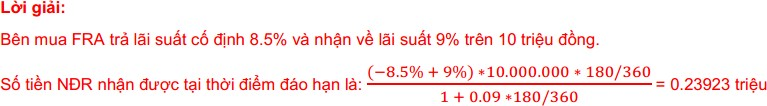 Lời giải:
Bên mua FRA trả lãi suất cố định 8.5% và nhận về lãi suất 9% trên 10 triệu đồng.
Số tiền NĐR nhận được tại thời điểm đáo hạn là: (−8.5% + 9%) ∗10.000.000 ∗ 180/360 / 1 + 0.09 ∗180/360 = 0.23923 triệu